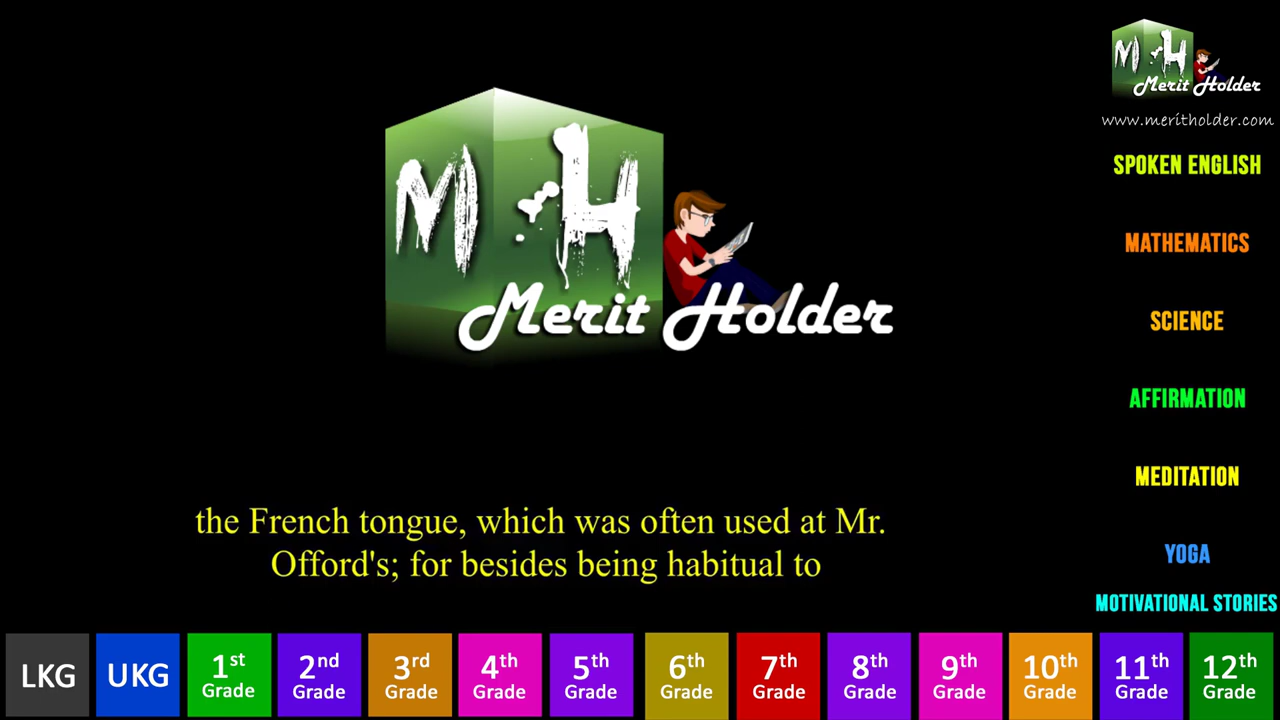 M H
Merit Holder
M H
Merit Holder
www.meritholder.com
SPOKEN ENGLISH
MATHEMATICS
SCIENCE
AFFIRMATION
MEDITATION
YOGA
MOTIVATIONAL STORIES
the French tongue, which was often used at Mr.
Offord's; for besides being habitual to
LKG
UKG
1st
Grade
2nd
Grade
3rd
Grade
4th
Grade
5th
Grade
6th
Grade
7th
Grade
8th
Grade
9th
Grade
10th
Grade
11th
Grade
12th
Grade